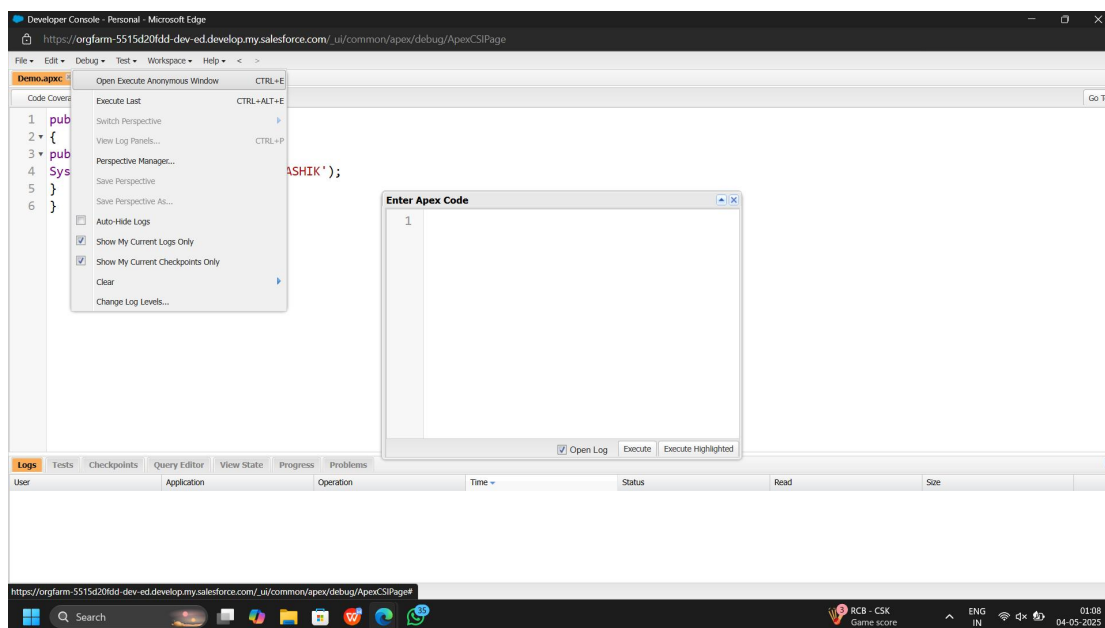 Developer Console - Personal - Microsoft Edge
https://orgfarm-5515d20fdd-dev-ed.develop.my.salesforce.com/_ui/common/apex/debug/ApexCSIPage
File Edit Debug Test Workspace Help < >
Demo.apxc
Code Covera
Go T
Open Execute Anonymous Window CTRL+E
Execute Last CTRL+ALT+E
Switch Perspective
View Log Panels... CTRL+P
Perspective Manager...
Save Perspective
Save Perspective As...
Auto-Hide Logs
Show My Current Logs Only
Show My Current Checkpoints Only
Clear
Change Log Levels...
1 pub
2 {
3 pub
4 Sys ASHIK');
5 }
6 }
Enter Apex Code
1
Open Log Execute Execute Highlighted
Logs Tests Checkpoints Query Editor View State Progress Problems
User Application Operation Time Status Read Size
https://orgfarm-5515d20fdd-dev-ed.develop.my.salesforce.com/_ui/common/apex/debug/ApexCSIPage#
Search
35
3
RCB - CSK
Game score
ENG
IN
01:08
04-05-2025